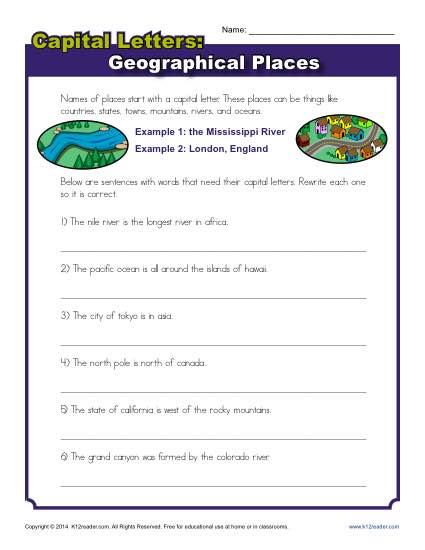 Name:
Capital Letters:
Geographical Places
Names of places start with a capital letter. These places can be things like
countries, states, towns, mountains, rivers, and oceans.
Example 1: the Mississippi River
Example 2: London, England
Below are sentences with words that need their capital letters. Rewrite each one
so it is correct.
1) The nile river is the longest river in africa.
2) The pacific ocean is all around the islands of hawaii.
3) The city of tokyo is in asia.
4) The north pole is north of canada.
5) The state of california is west of the rocky mountains.
6) The grand canyon was formed by the colorado river.
Copyright © 2014 K12reader.com. All Rights Reserved. Free for educational use at home or in classrooms.
www.k12reader.com